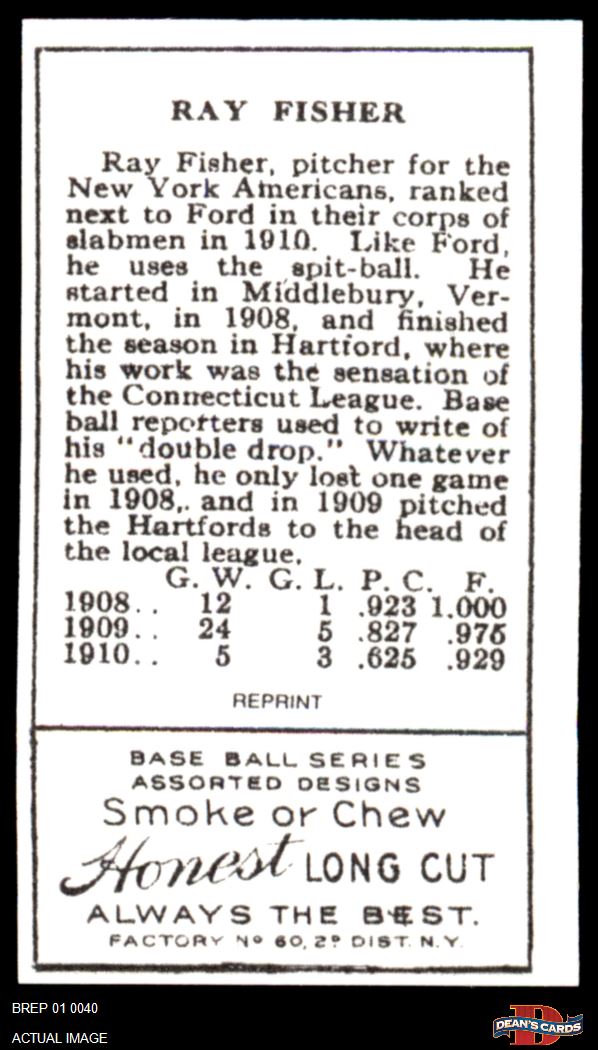 RAY FISHER
Ray Fisher, pitcher for the
New York Americans, ranked
next to Ford in their corps of
slabmen in 1910. Like Ford,
he uses the spit-ball. He
started in Middlebury, Ver-
mont, in 1908, and finished
the season in Hartford, where
his work was the sensation of
the Connecticut League. Base
ball reporters used to write of
his "double drop." Whatever
he used, he only lost one game
in 1908,. and in 1909 pitched
the Hartfords to the head of
the local league.
G. W. G. L. P. C. F.
1908.. 12 1 .923 1.000
1909.. 24 5 .827 .976
1910.. 5 3 .625 .929
REPRINT
BASE BALL SERIES
ASSORTED DESIGNS
Smoke or Chew
Honest LONG CUT
ALWAYS THE BEST.
FACTORY Nº 60, 2º DIST. N.Y.
BREP 01 0040
ACTUAL IMAGE
D
DEAN'S CARDS